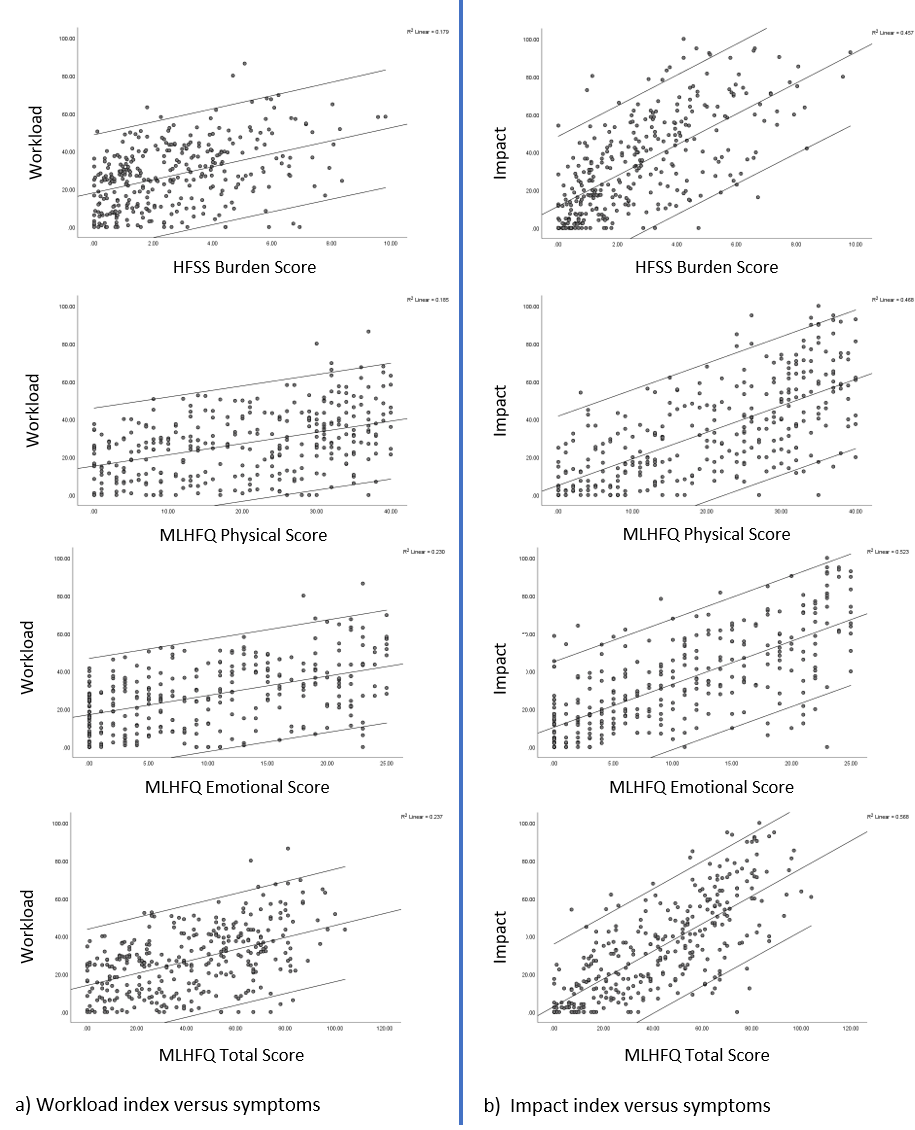 R² Linear = 0.179
100.00
80.00
60.00
40.00
20.00
.00
Workload
.00 2.00 4.00 6.00 8.00 10.00
HFSS Burden Score
R² Linear = 0.185
100.00
80.00
60.00
40.00
20.00
.00
Workload
.00 10.00 20.00 30.00 40.00
MLHFQ Physical Score
R² Linear = 0.230
100.00
80.00
60.00
40.00
20.00
.00
Workload
.00 5.00 10.00 15.00 20.00 25.00
MLHFQ Emotional Score
R² Linear = 0.237
100.00
80.00
60.00
40.00
20.00
.00
Workload
.00 20.00 40.00 60.00 80.00 100.00 120.00
MLHFQ Total Score
a) Workload index versus symptoms
R² Linear = 0.457
100.00
80.00
60.00
40.00
20.00
.00
Impact
.00 2.00 4.00 6.00 8.00 10.00
HFSS Burden Score
R² Linear = 0.468
100.00
80.00
60.00
40.00
20.00
.00
Impact
.00 10.00 20.00 30.00 40.00
MLHFQ Physical Score
R² Linear = 0.523
100.00
80.00
20.00
.00
Impact
.00 5.00 10.00 15.00 20.00 25.00
MLHFQ Emotional Score
R² Linear = 0.568
100.00
80.00
60.00
20.00
.00
Impact
.00 20.00 40.00 60.00 80.00 100.00 120.00
MLHFQ Total Score
b) Impact index versus symptoms